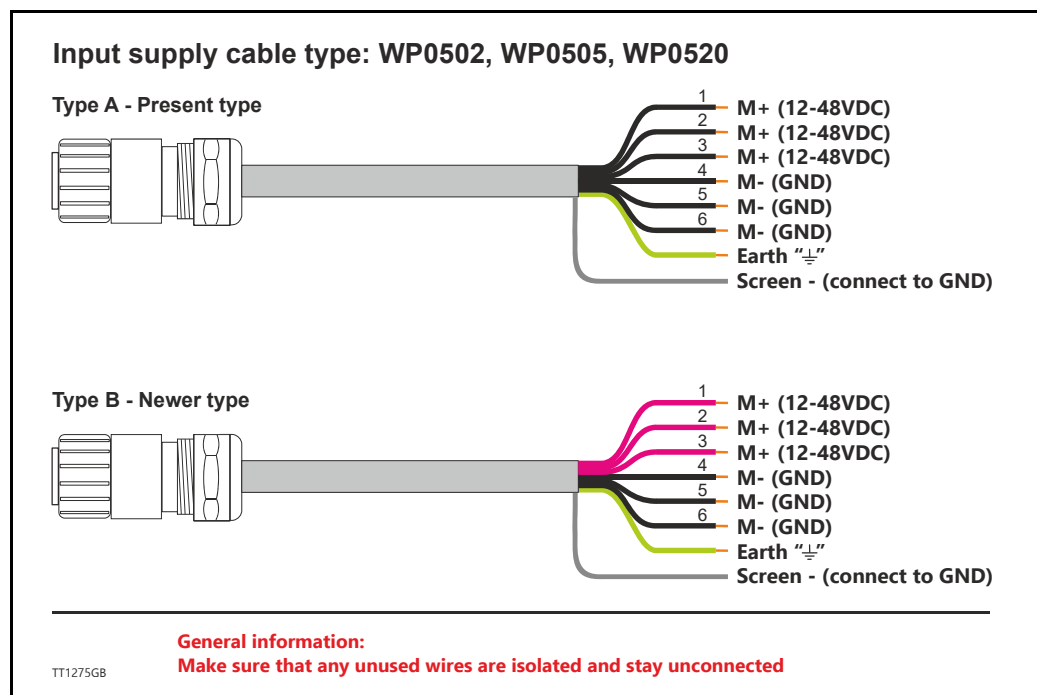 Input supply cable type: WP0502, WP0505, WP0520
Type A - Present type
1 M+ (12-48VDC)
2 M+ (12-48VDC)
3 M+ (12-48VDC)
4 M- (GND)
5 M- (GND)
6 M- (GND)
Earth “⏚”
Screen - (connect to GND)
Type B - Newer type
1 M+ (12-48VDC)
2 M+ (12-48VDC)
3 M+ (12-48VDC)
4 M- (GND)
5 M- (GND)
6 M- (GND)
Earth “⏚”
Screen - (connect to GND)
General information:
Make sure that any unused wires are isolated and stay unconnected
TT1275GB